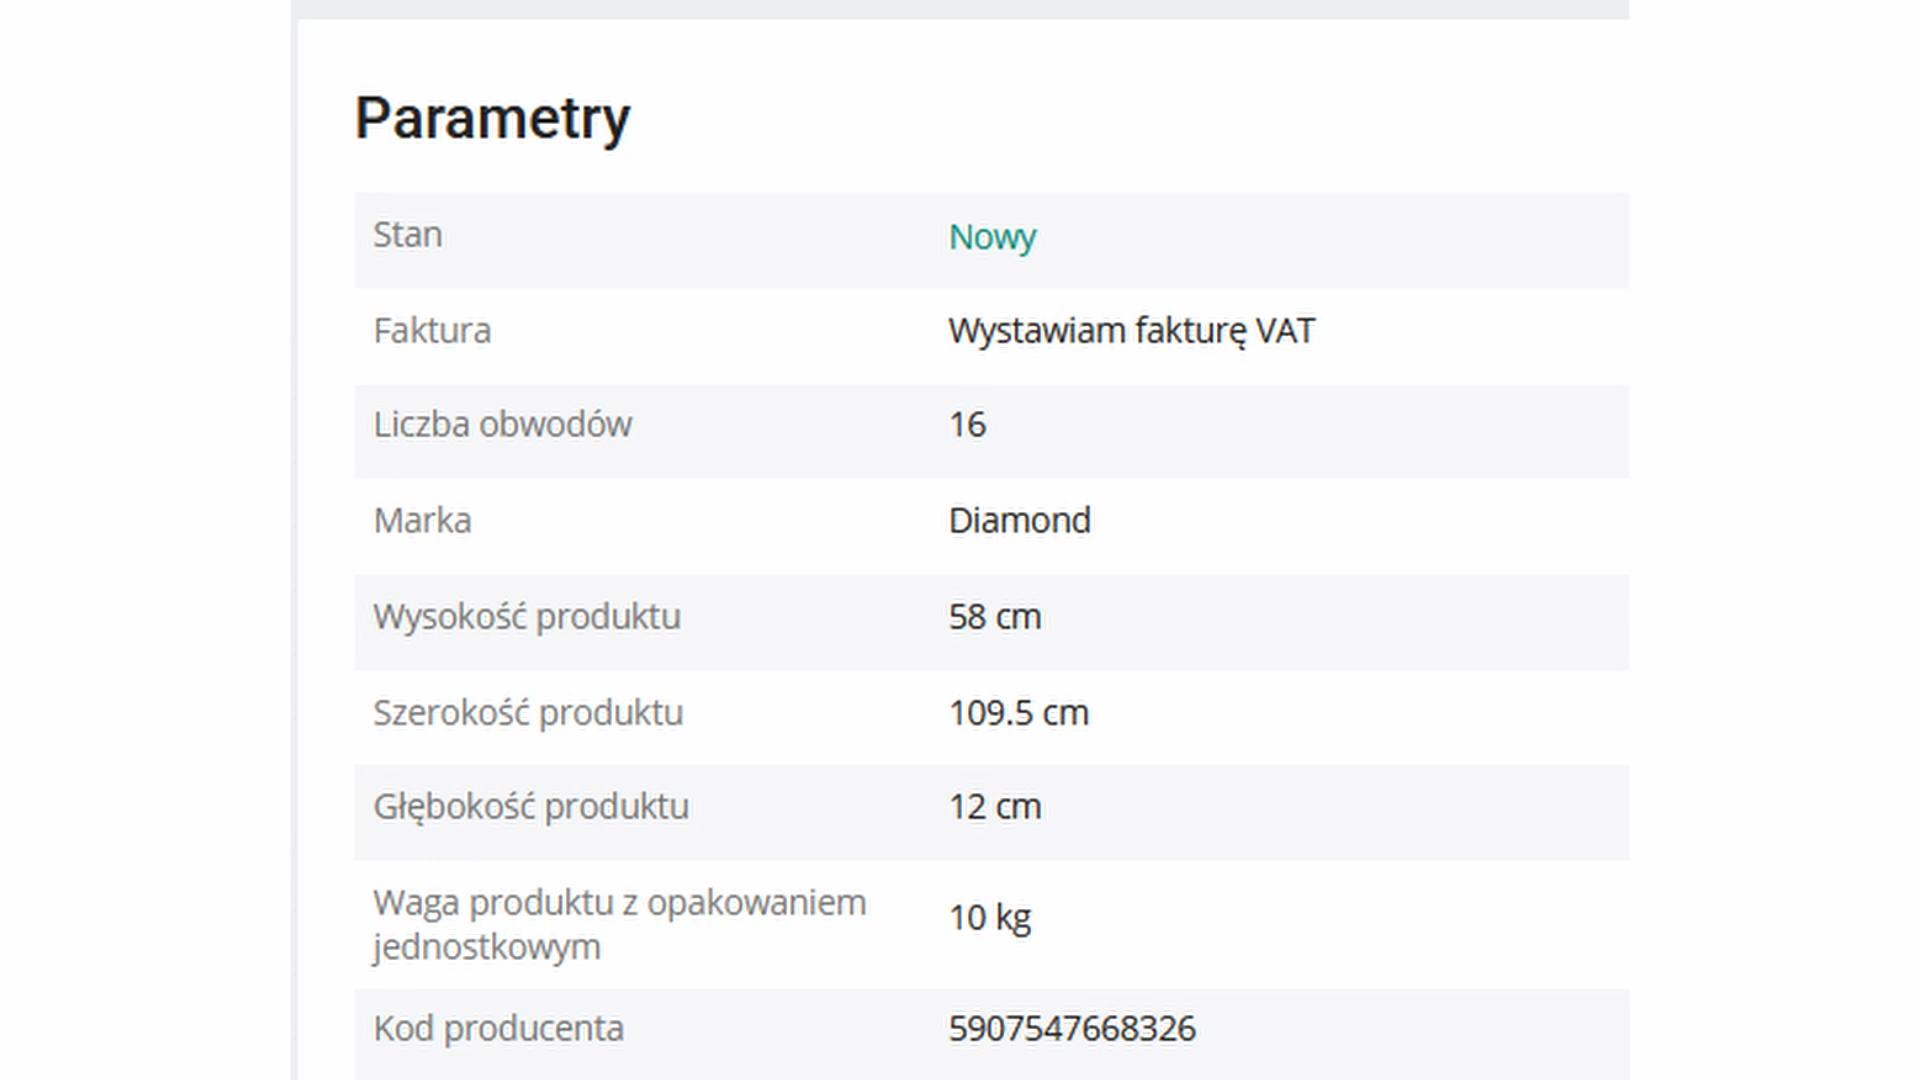 Parametry
Stan Nowy
Faktura Wystawiam fakturę VAT
Liczba obwodów 16
Marka Diamond
Wysokość produktu 58 cm
Szerokość produktu 109.5 cm
Głębokość produktu 12 cm
Waga produktu z opakowaniem
jednostkowym 10 kg
Kod producenta 5907547668326